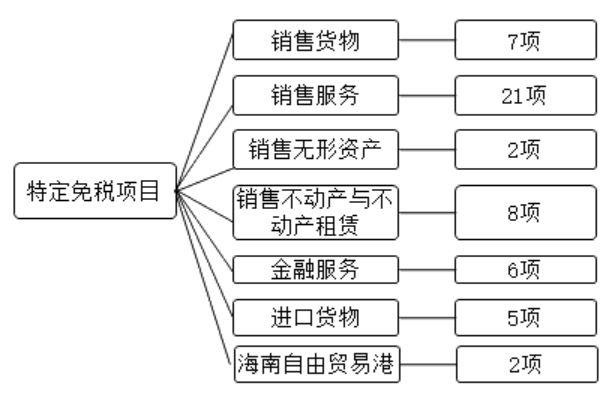 特定免税项目
销售货物
7项
销售服务
21项
销售无形资产
2项
销售不动产与不
动产租赁
8项
金融服务
6项
进口货物
5项
海南自由贸易港
2项